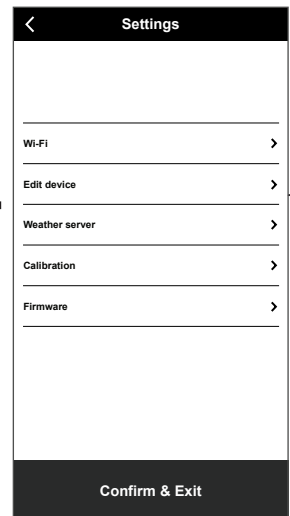 Settings
Wi-Fi
Edit device
Weather server
Calibration
Firmware
Confirm & Exit